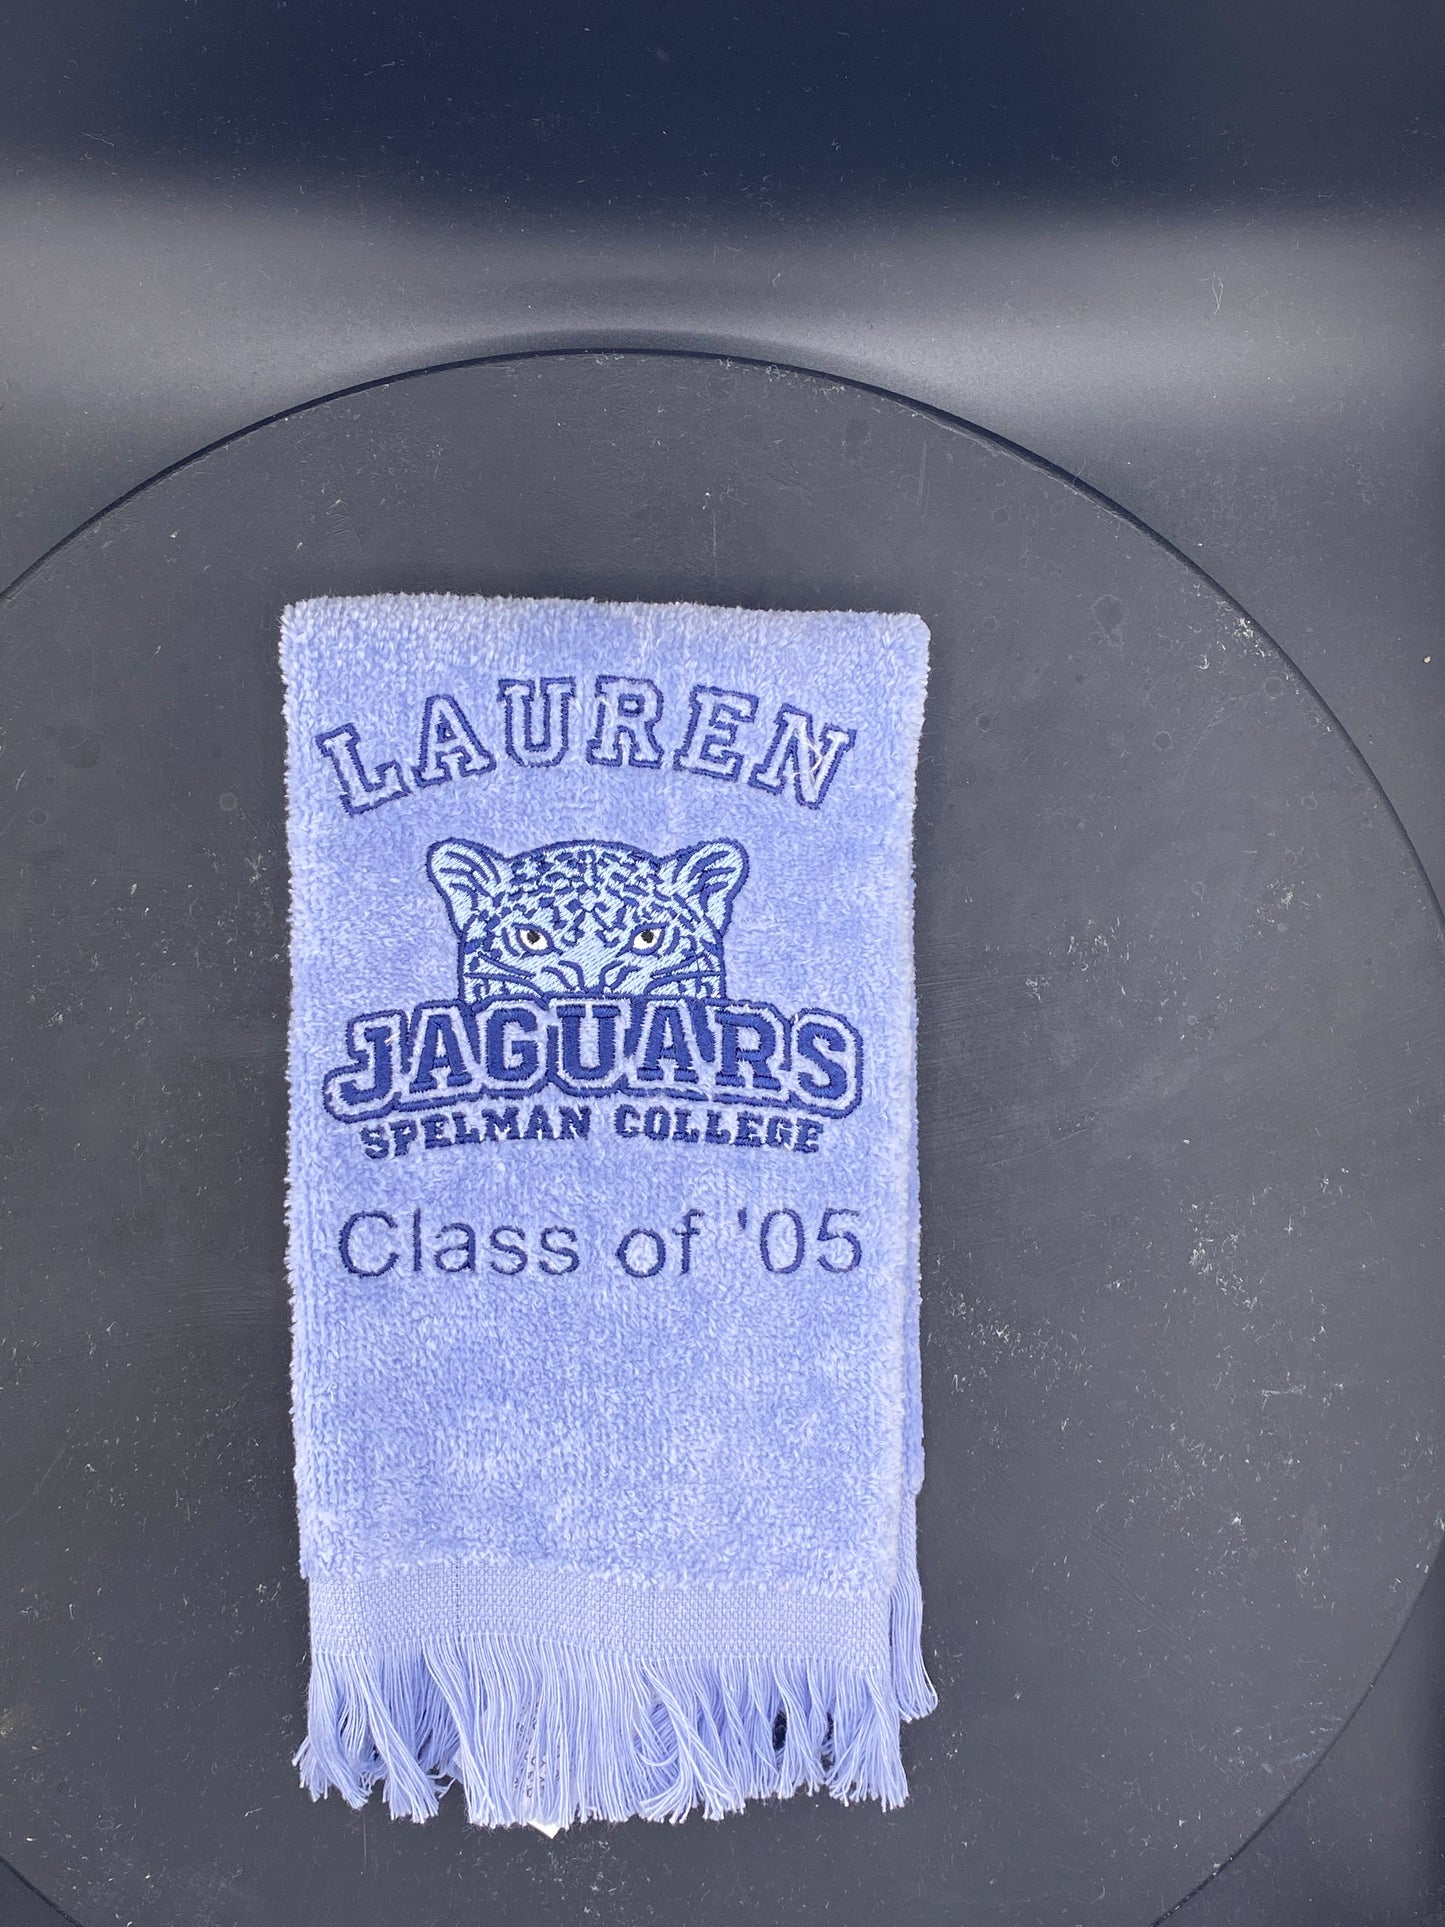 LAUREN
JAGUARS
SPELMAN COLLEGE
Class of '05